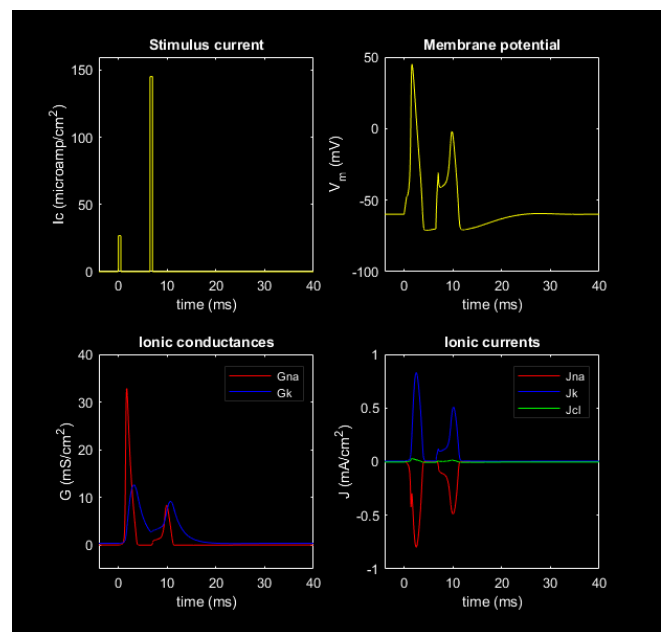 Stimulus current
150
100
50
0
Ic (microamp/cm2)
0
10
20
30
40
time (ms)
Membrane potential
50
0
-50
-100
Vm (mV)
0
10
20
30
40
time (ms)
Ionic conductances
40
30
20
10
0
G (mS/cm2)
Gna
Gk
0
10
20
30
40
time (ms)
Ionic currents
1
0.5
0
-0.5
-1
J (mA/cm2)
Jna
Jk
Jcl
0
10
20
30
40
time (ms)